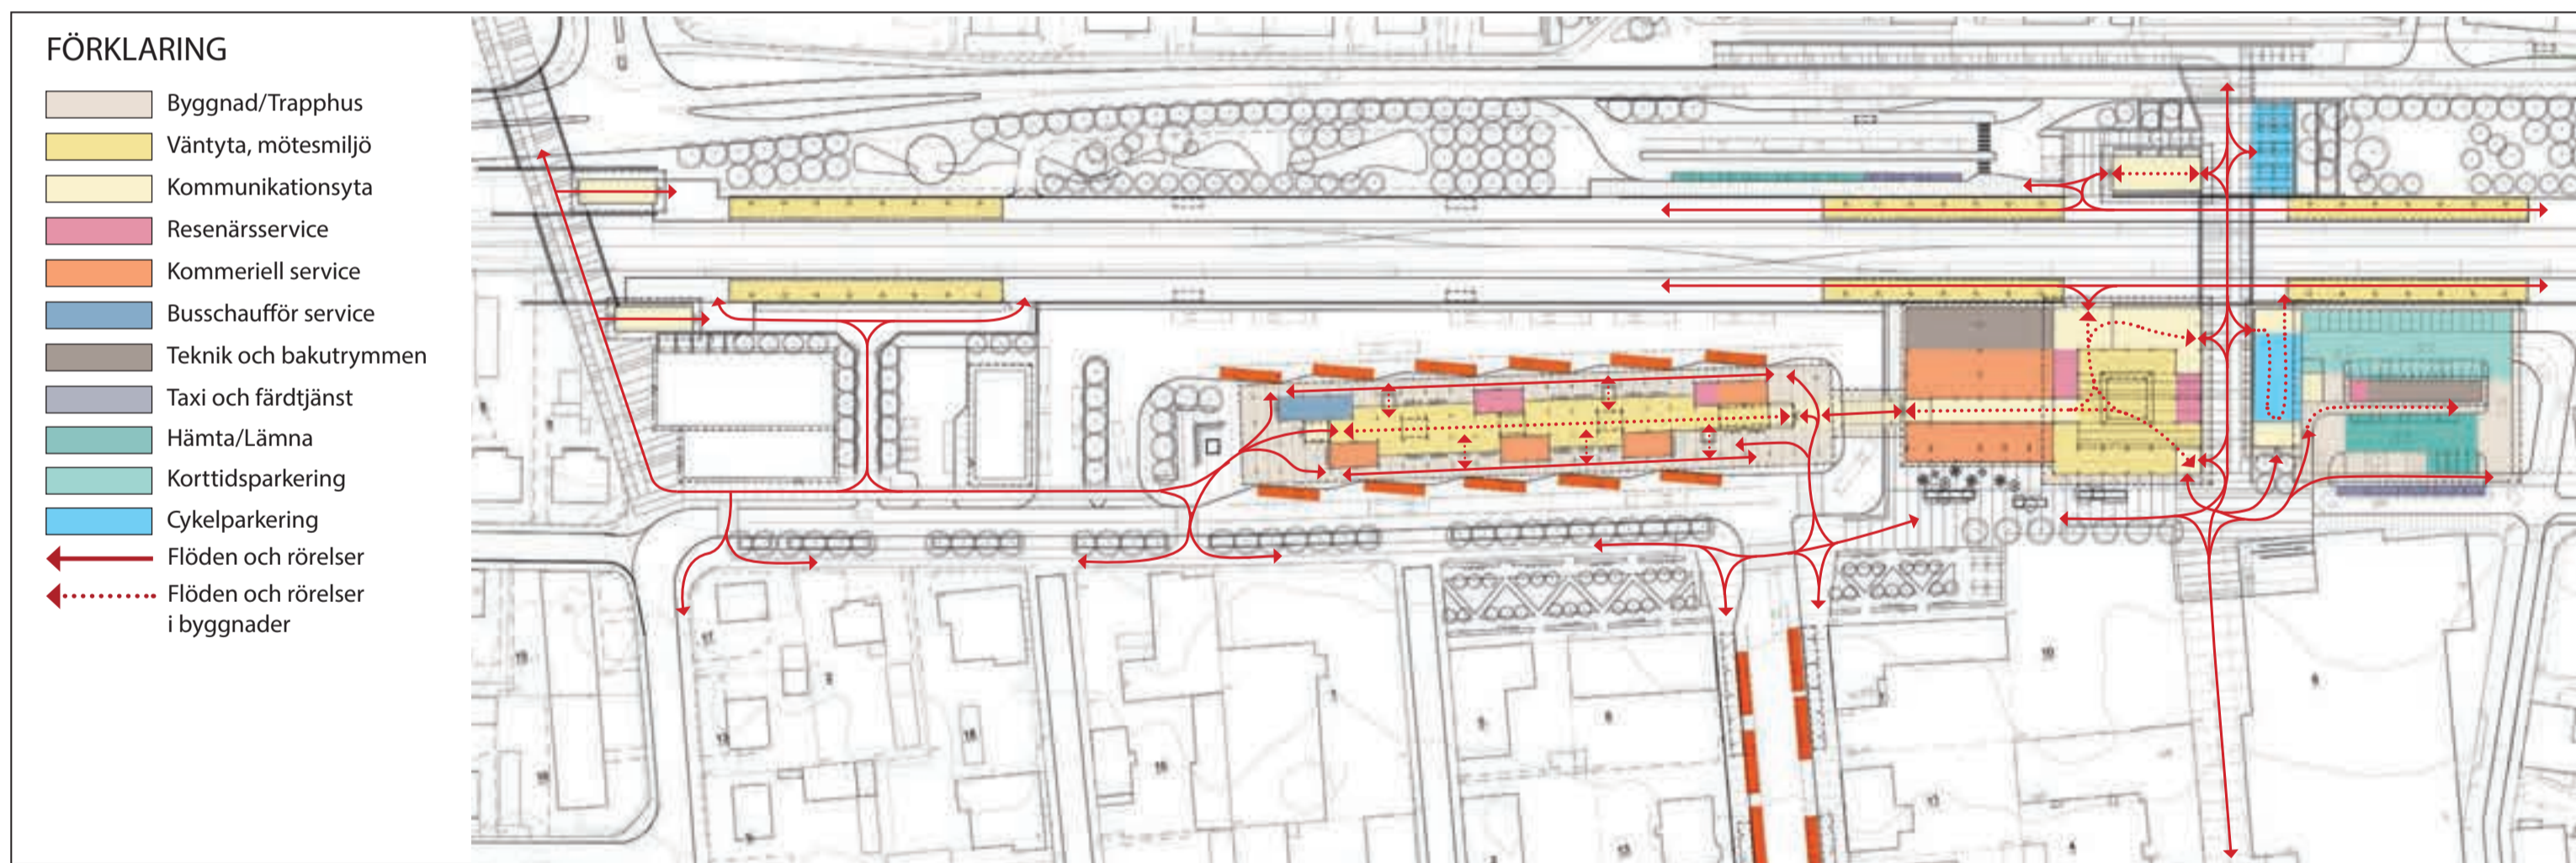 FÖRKLARING
Byggnad/Trapphus
Väntyta, mötesmiljö
Kommunikationsyta
Resenärsservice
Kommeriell service
Busschaufför service
Teknik och bakutrymmen
Taxi och färdtjänst
Hämta/Lämna
Korttidsparkering
Cykelparkering
Flöden och rörelser
Flöden och rörelser
i byggnader